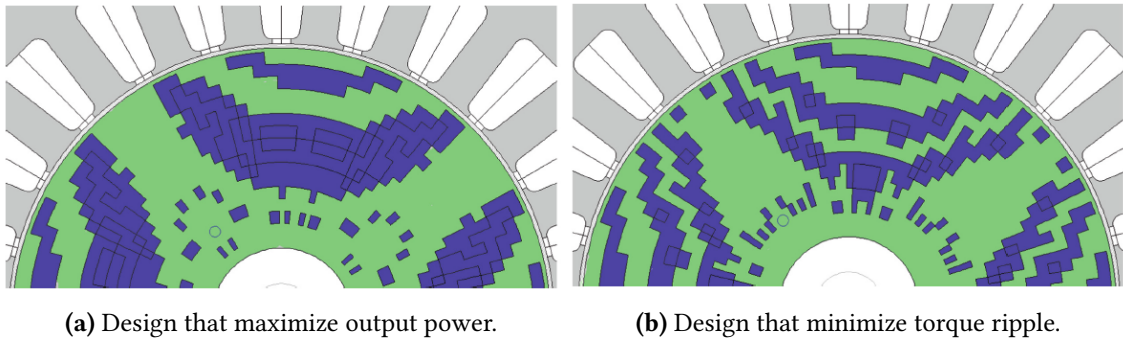 (a) Design that maximize output power.
(b) Design that minimize torque ripple.